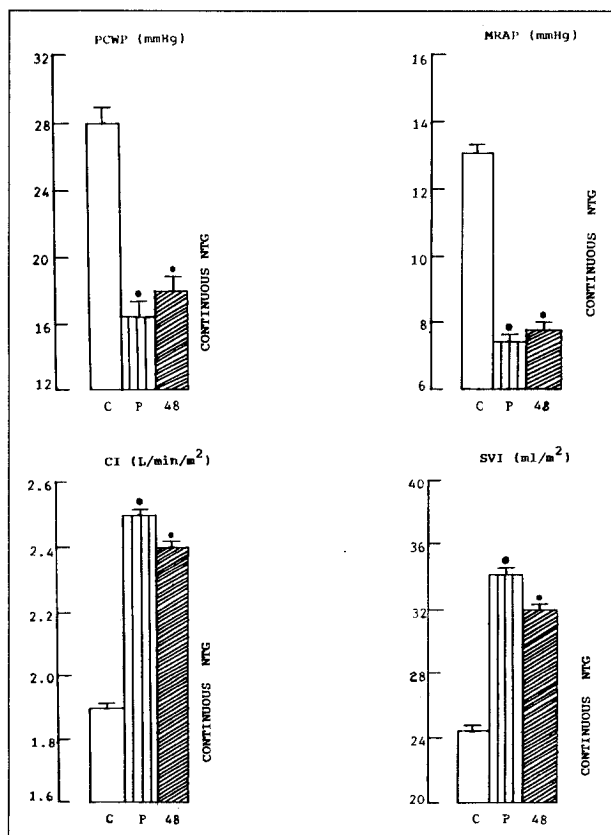 PCWP (mmHg)
32
28
24
20
16
12
C P 48
CONTINUOUS NTG
MRAP (mmHg)
16
14
12
10
8
6
C P 48
CONTINUOUS NTG
CI (L/min/m²)
2.6
2.4
2.2
2.0
1.8
1.6
C P 48
CONTINUOUS NTG
SVI (ml/m²)
40
36
32
28
24
20
C P 48
CONTINUOUS NTG